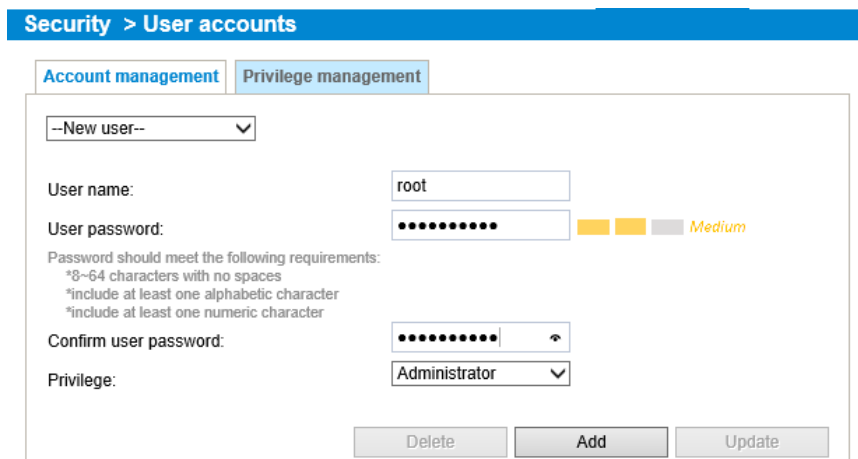 Security > User accounts
Account management Privilege management
--New user--
User name: root
User password: •••••••••• Medium
Password should meet the following requirements:
*8~64 characters with no spaces
*include at least one alphabetic character
*include at least one numeric character
Confirm user password: ••••••••••
Privilege: Administrator
Delete Add Update